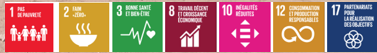 1 PAS
DE PAUVRETÉ
2 FAIM
«ZÉRO»
3 BONNE SANTÉ
ET BIEN-ÊTRE
8 TRAVAIL DÉCENT
ET CROISSANCE
ÉCONOMIQUE
10 INÉGALITÉS
RÉDUITES
12 CONSOMMATION
ET PRODUCTION
RESPONSABLES
17 PARTENARIATS
POUR LA
RÉALISATION
DES OBJECTIFS